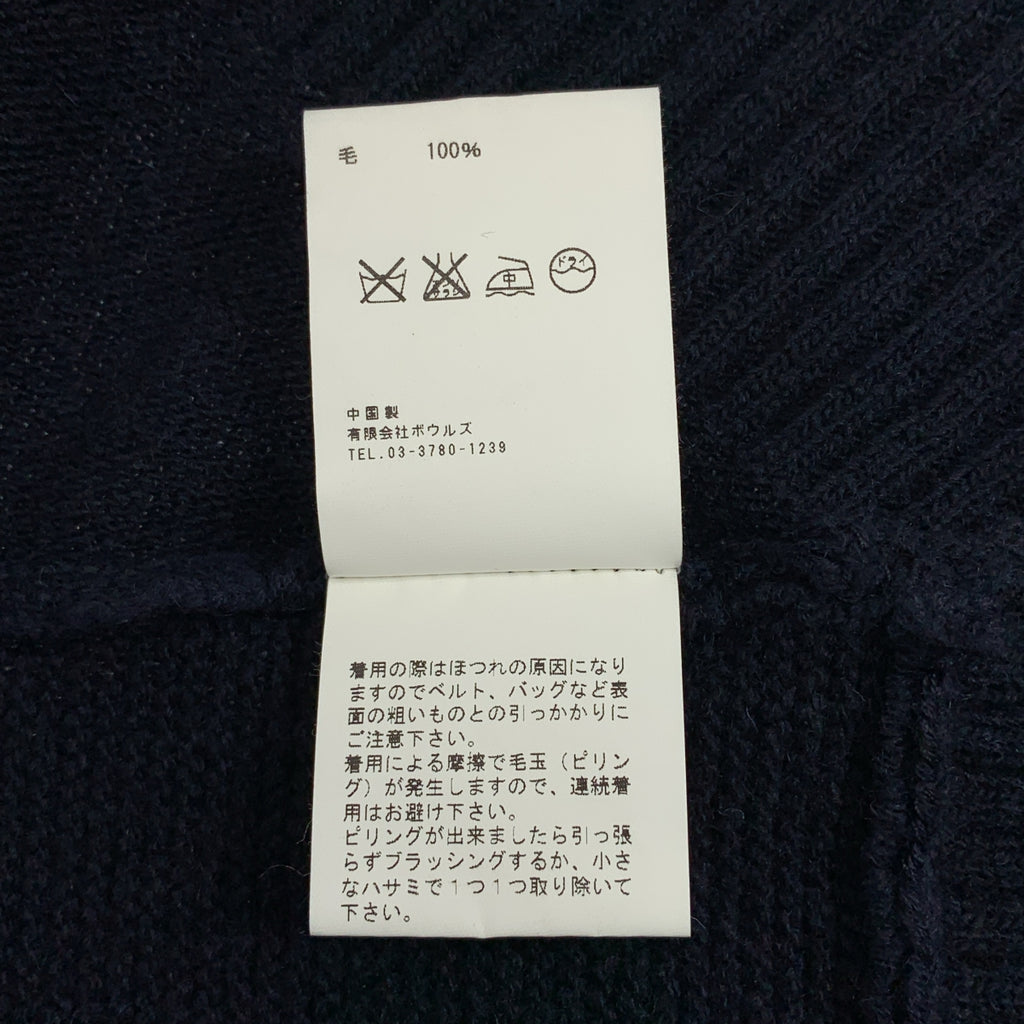 毛 100%
中
ドライ
中国製
有限会社ボウルズ
TEL.03-3780-1239
着用の際はほつれの原因になり
ますのでベルト、バッグなど表
面の粗いものとの引っかかりに
ご注意下さい。
着用による摩擦で毛玉（ピリン
グ）が発生しますので、連続着
用はお避け下さい。
ピリングが出来ましたら引っ張
らずブラッシングするか、小さ
なハサミで１つ１つ取り除いて
下さい。